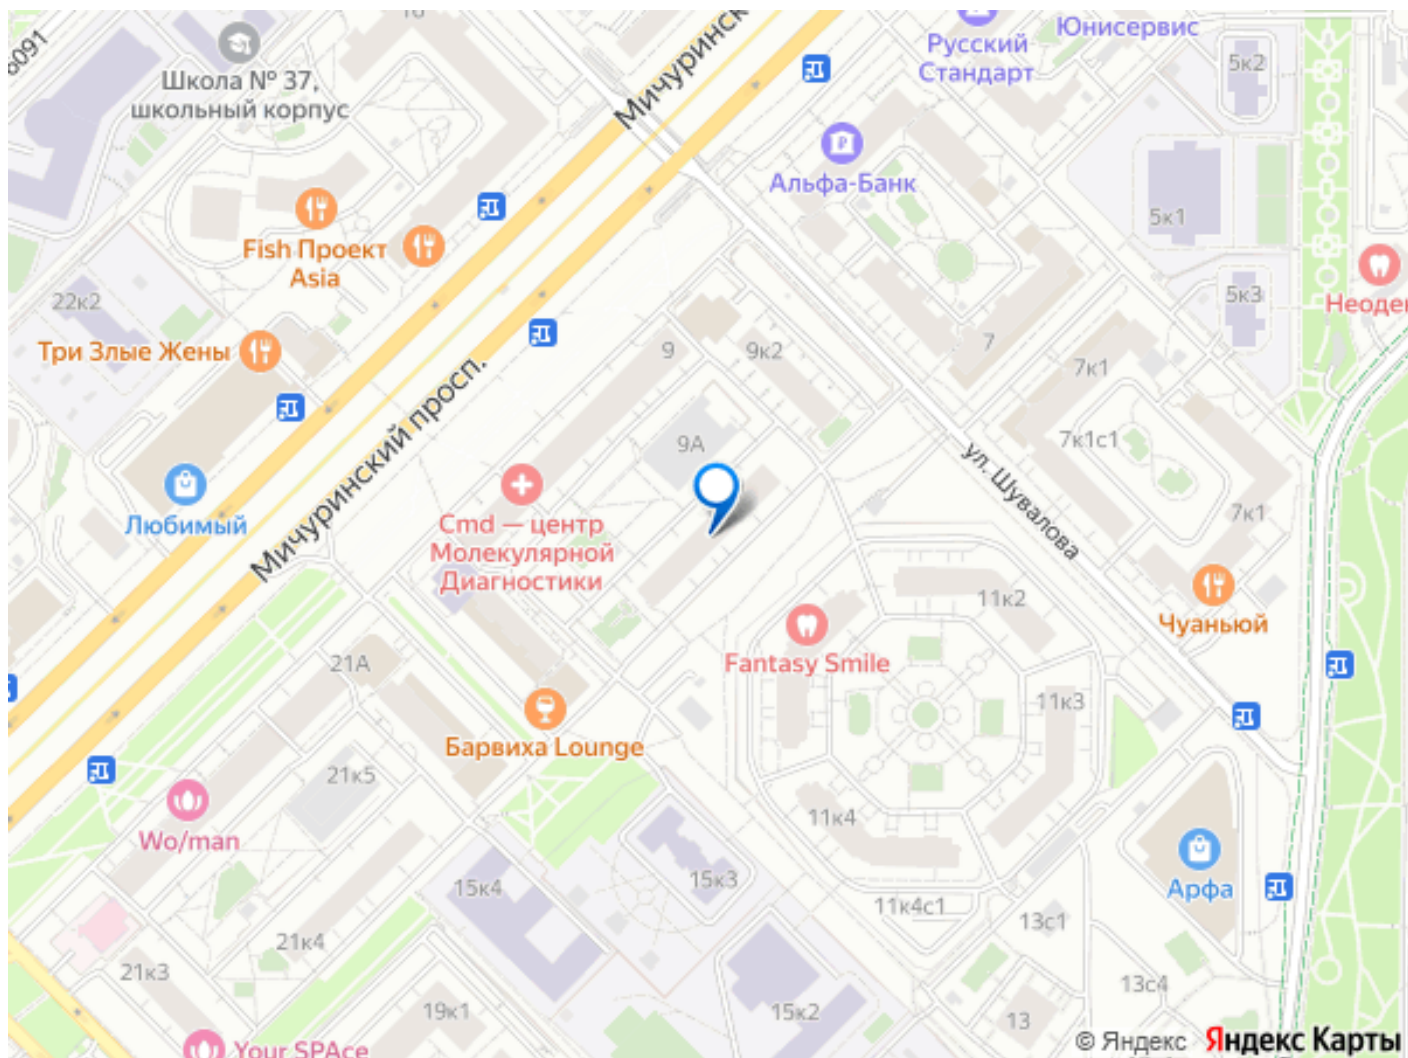 6091
Школа № 37,
школьный корпус
Мичуринск
Русский
Стандарт
Юнисервис
5к2
Альфа-Банк
5к1
Fish Проект
Asia
22к2
5к3
Неоден
Три Злые Жены
9
9к2
7
7к1
Мичуринский просп.
9А
7к1с1
ул. Шувалова
7к1
Любимый
Cmd — центр
Молекулярной
Диагностики
11к2
Чуаньюй
21А
Fantasy Smile
11к3
Барвиха Lounge
21к5
11к4
Wo/man
15к4
15к3
Арфа
11к4с1
13с1
21к4
21к3
13с4
19к1
15к2
13
Your SPAce
© Яндекс Яндекс Карты